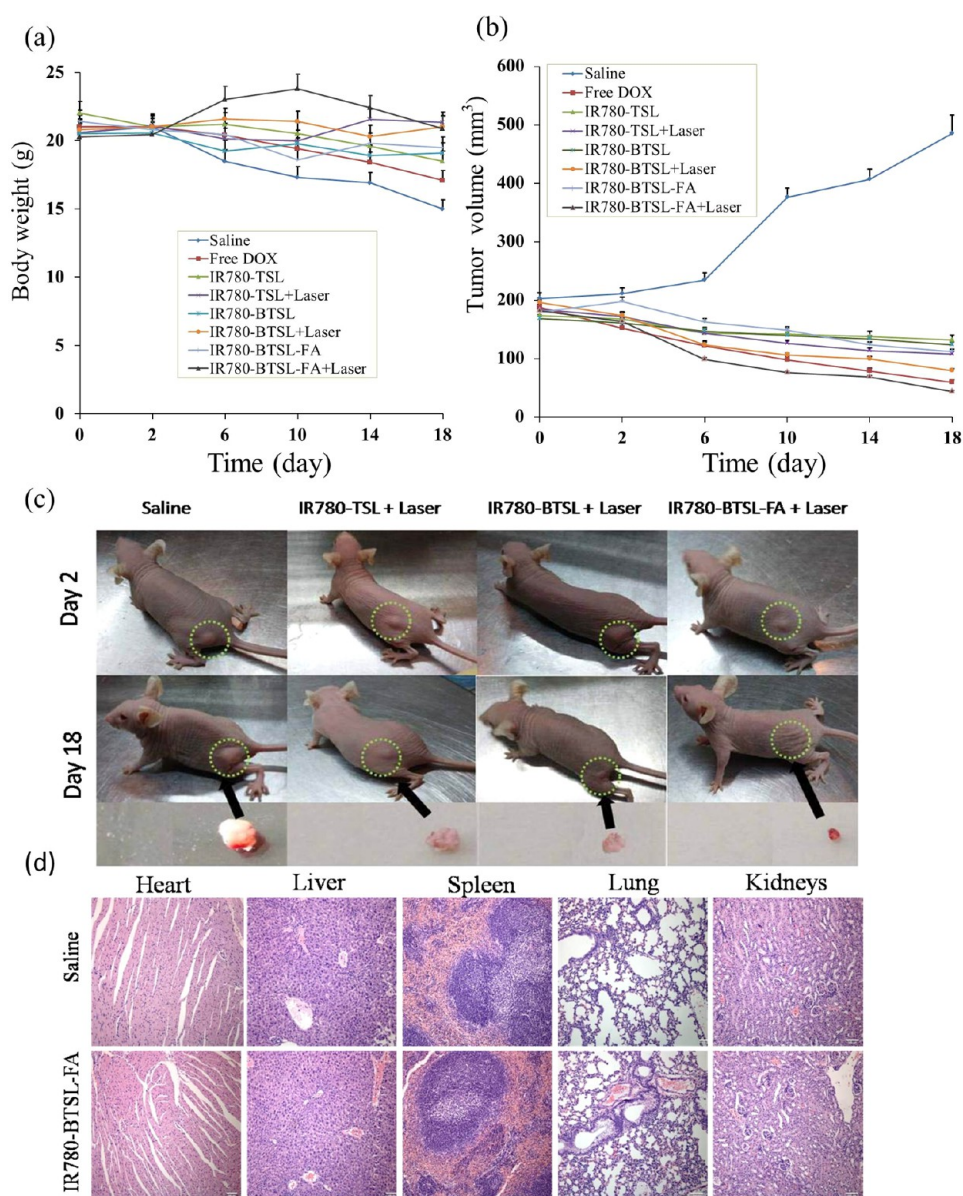 (a)
Body weight (g)
25
20
15
10
5
0
Saline
Free DOX
IR780-TSL
IR780-TSL+Laser
IR780-BTSL
IR780-BTSL+Laser
IR780-BTSL-FA
IR780-BTSL-FA+Laser
0 2 6 10 14 18
Time (day)
(b)
Tumor volume (mm³)
600
500
400
300
200
100
0
Saline
Free DOX
IR780-TSL
IR780-TSL+Laser
IR780-BTSL
IR780-BTSL+Laser
IR780-BTSL-FA
IR780-BTSL-FA+Laser
0 2 6 10 14 18
Time (day)
(c)
Saline IR780-TSL + Laser IR780-BTSL + Laser IR780-BTSL-FA + Laser
Day 2
Day 18
(d)
Heart Liver Spleen Lung Kidneys
Saline
IR780-BTSL-FA